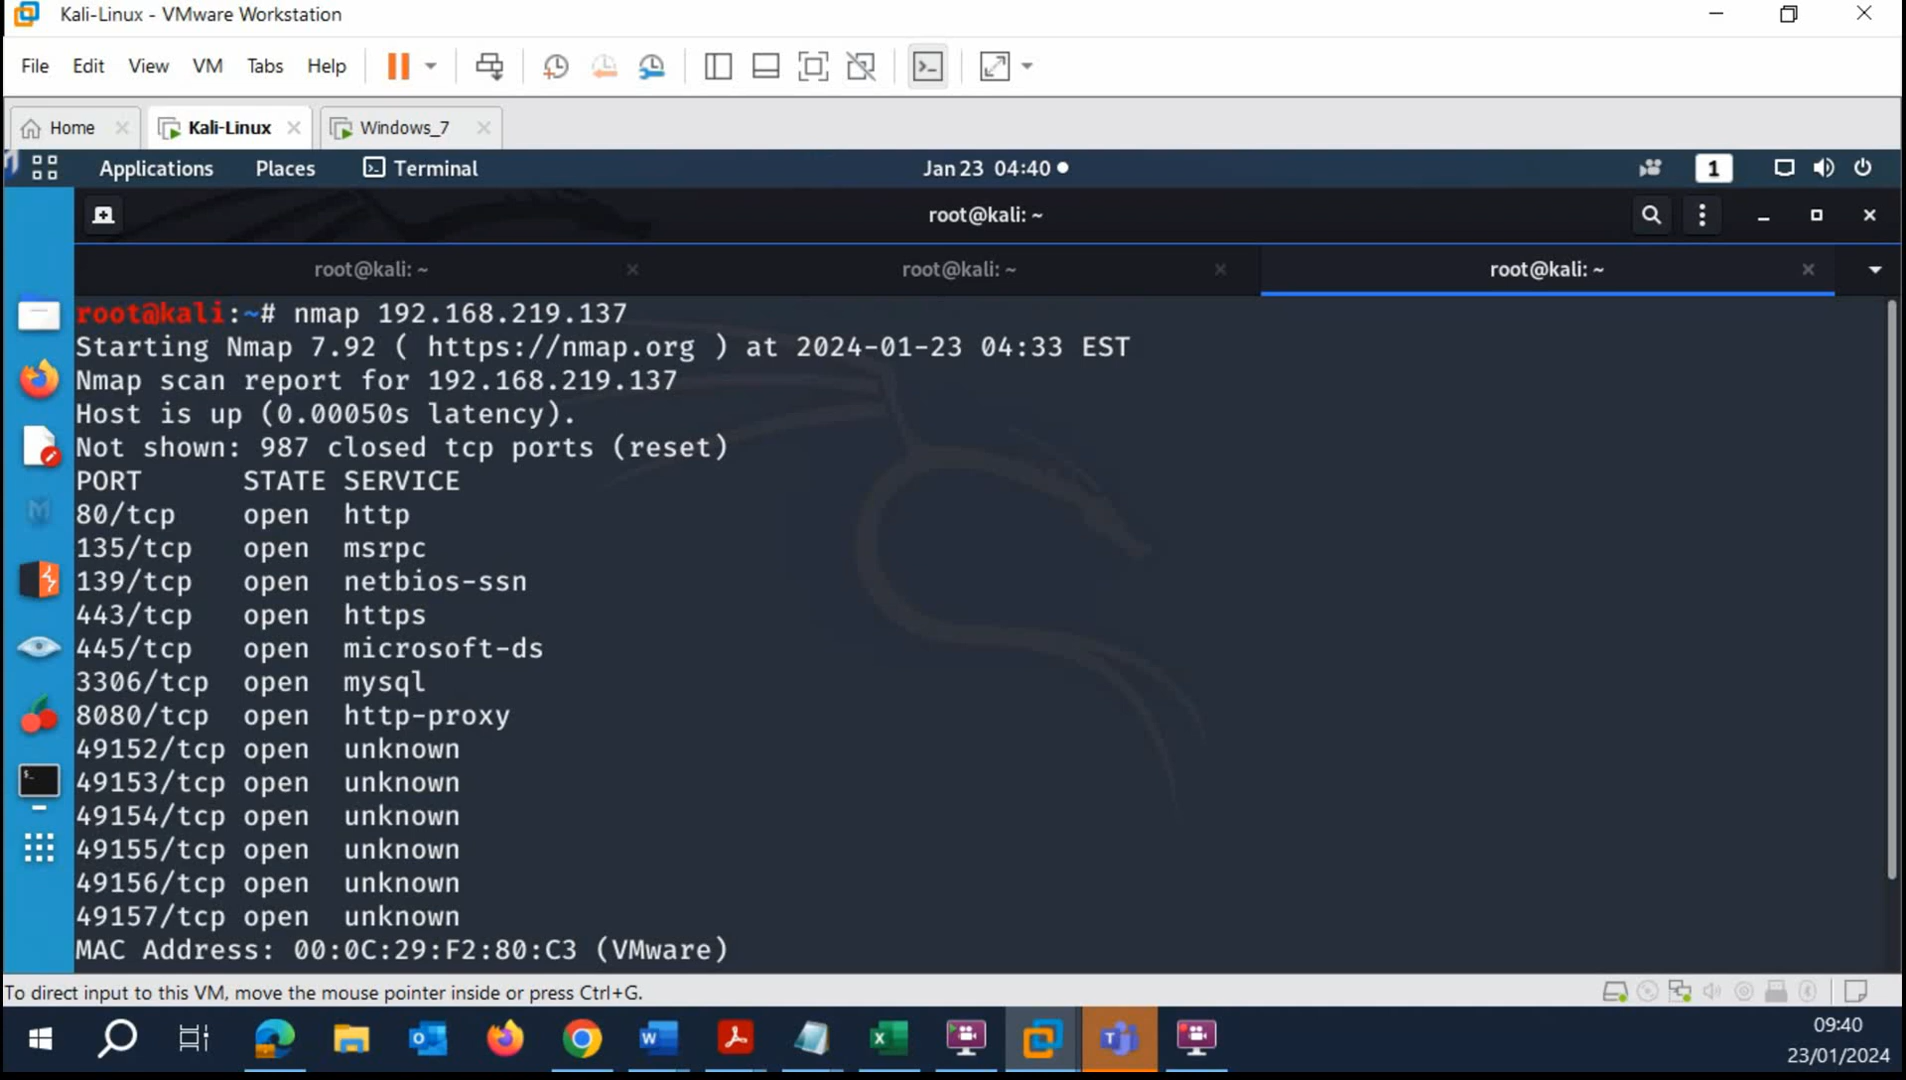 Kali-Linux - VMware Workstation
File Edit View VM Tabs Help
Home Kali-Linux Windows_7
Applications Places Terminal Jan 23 04:40 1
root@kali: ~
root@kali: ~ root@kali: ~ root@kali: ~
root@kali:~# nmap 192.168.219.137
Starting Nmap 7.92 ( https://nmap.org ) at 2024-01-23 04:33 EST
Nmap scan report for 192.168.219.137
Host is up (0.00050s latency).
Not shown: 987 closed tcp ports (reset)
PORT STATE SERVICE
80/tcp open http
135/tcp open msrpc
139/tcp open netbios-ssn
443/tcp open https
445/tcp open microsoft-ds
3306/tcp open mysql
8080/tcp open http-proxy
49152/tcp open unknown
49153/tcp open unknown
49154/tcp open unknown
49155/tcp open unknown
49156/tcp open unknown
49157/tcp open unknown
MAC Address: 00:0C:29:F2:80:C3 (VMware)
To direct input to this VM, move the mouse pointer inside or press Ctrl+G.
09:40
23/01/2024